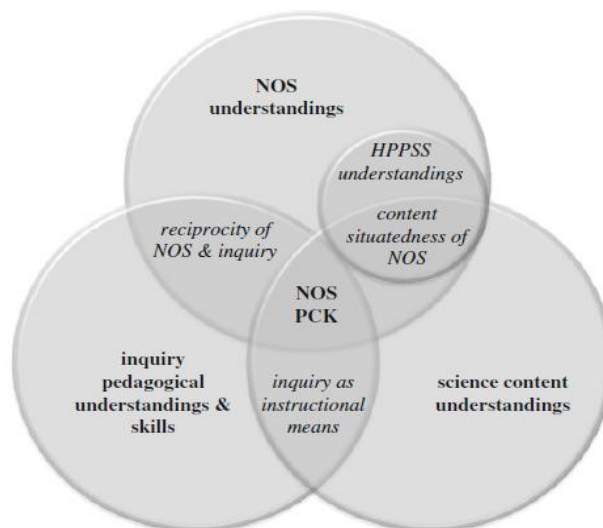 NOS
understandings
HPPSS
understandings
content
situatedness of
NOS
reciprocity of
NOS & inquiry
NOS
PCK
inquiry
pedagogical
understandings &
skills
inquiry as
instructional
means
science content
understandings